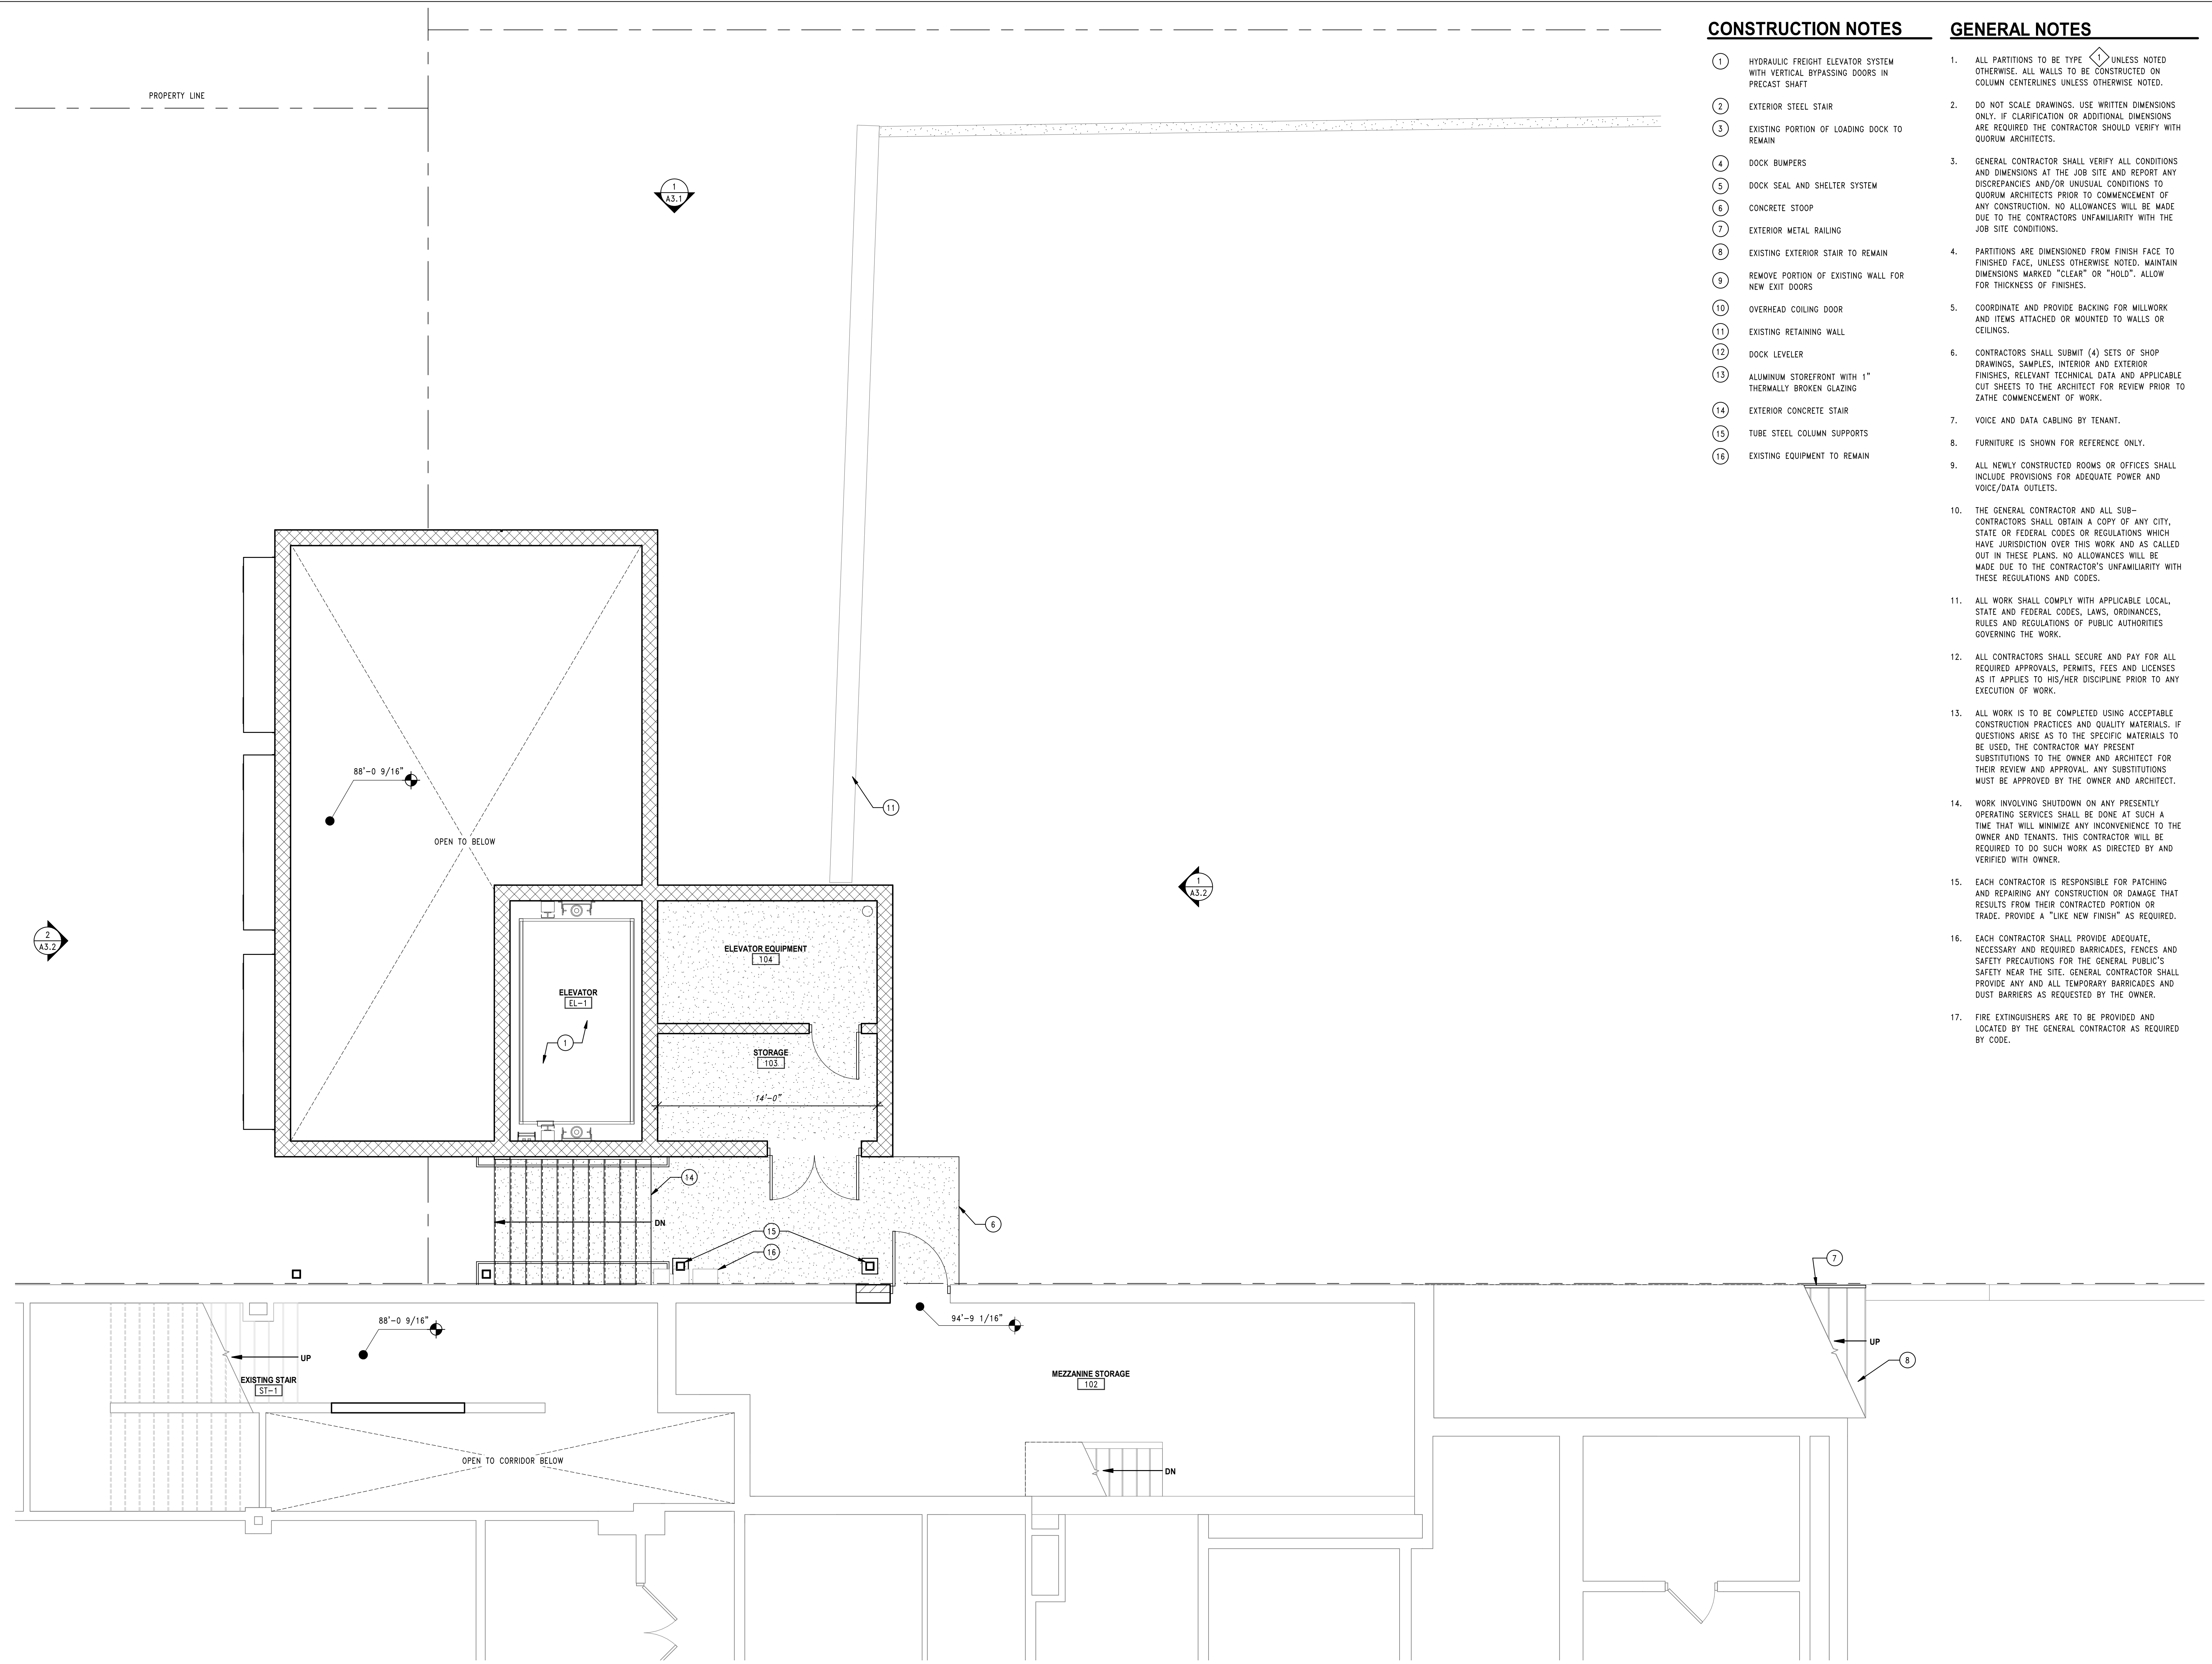 CONSTRUCTION NOTES
1 HYDRAULIC FREIGHT ELEVATOR SYSTEM
WITH VERTICAL BYPASSING DOORS IN
PRECAST SHAFT
2 EXTERIOR STEEL STAIR
3 EXISTING PORTION OF LOADING DOCK TO
REMAIN
4 DOCK BUMPERS
5 DOCK SEAL AND SHELTER SYSTEM
6 CONCRETE STOOP
7 EXTERIOR METAL RAILING
8 EXISTING EXTERIOR STAIR TO REMAIN
9 REMOVE PORTION OF EXISTING WALL FOR
NEW EXIT DOORS
10 OVERHEAD COILING DOOR
11 EXISTING RETAINING WALL
12 DOCK LEVELER
13 ALUMINUM STOREFRONT WITH 1"
THERMALLY BROKEN GLAZING
14 EXTERIOR CONCRETE STAIR
15 TUBE STEEL COLUMN SUPPORTS
16 EXISTING EQUIPMENT TO REMAIN
GENERAL NOTES
1. ALL PARTITIONS TO BE TYPE 1 UNLESS NOTED
OTHERWISE. ALL WALLS TO BE CONSTRUCTED ON
COLUMN CENTERLINES UNLESS OTHERWISE NOTED.
2. DO NOT SCALE DRAWINGS. USE WRITTEN DIMENSIONS
ONLY. IF CLARIFICATION OR ADDITIONAL DIMENSIONS
ARE REQUIRED THE CONTRACTOR SHOULD VERIFY WITH
QUORUM ARCHITECTS.
3. GENERAL CONTRACTOR SHALL VERIFY ALL CONDITIONS
AND DIMENSIONS AT THE JOB SITE AND REPORT ANY
DISCREPANCIES AND/OR UNUSUAL CONDITIONS TO
QUORUM ARCHITECTS PRIOR TO COMMENCEMENT OF
ANY CONSTRUCTION. NO ALLOWANCES WILL BE MADE
DUE TO THE CONTRACTORS UNFAMILIARITY WITH THE
JOB SITE CONDITIONS.
4. PARTITIONS ARE DIMENSIONED FROM FINISH FACE TO
FINISHED FACE, UNLESS OTHERWISE NOTED. MAINTAIN
DIMENSIONS MARKED "CLEAR" OR "HOLD". ALLOW
FOR THICKNESS OF FINISHES.
5. COORDINATE AND PROVIDE BACKING FOR MILLWORK
AND ITEMS ATTACHED OR MOUNTED TO WALLS OR
CEILINGS.
6. CONTRACTORS SHALL SUBMIT (4) SETS OF SHOP
DRAWINGS, SAMPLES, INTERIOR AND EXTERIOR
FINISHES, RELEVANT TECHNICAL DATA AND APPLICABLE
CUT SHEETS TO THE ARCHITECT FOR REVIEW PRIOR TO
ZATHE COMMENCEMENT OF WORK.
7. VOICE AND DATA CABLING BY TENANT.
8. FURNITURE IS SHOWN FOR REFERENCE ONLY.
9. ALL NEWLY CONSTRUCTED ROOMS OR OFFICES SHALL
INCLUDE PROVISIONS FOR ADEQUATE POWER AND
VOICE/DATA OUTLETS.
10. THE GENERAL CONTRACTOR AND ALL SUB-
CONTRACTORS SHALL OBTAIN A COPY OF ANY CITY,
STATE OR FEDERAL CODES OR REGULATIONS WHICH
HAVE JURISDICTION OVER THIS WORK AND AS CALLED
OUT IN THESE PLANS. NO ALLOWANCES WILL BE
MADE DUE TO THE CONTRACTOR'S UNFAMILIARITY WITH
THESE REGULATIONS AND CODES.
11. ALL WORK SHALL COMPLY WITH APPLICABLE LOCAL,
STATE AND FEDERAL CODES, LAWS, ORDINANCES,
RULES AND REGULATIONS OF PUBLIC AUTHORITIES
GOVERNING THE WORK.
12. ALL CONTRACTORS SHALL SECURE AND PAY FOR ALL
REQUIRED APPROVALS, PERMITS, FEES AND LICENSES
AS IT APPLIES TO HIS/HER DISCIPLINE PRIOR TO ANY
EXECUTION OF WORK.
13. ALL WORK IS TO BE COMPLETED USING ACCEPTABLE
CONSTRUCTION PRACTICES AND QUALITY MATERIALS. IF
QUESTIONS ARISE AS TO THE SPECIFIC MATERIALS TO
BE USED, THE CONTRACTOR MAY PRESENT
SUBSTITUTIONS TO THE OWNER AND ARCHITECT FOR
THEIR REVIEW AND APPROVAL. ANY SUBSTITUTIONS
MUST BE APPROVED BY THE OWNER AND ARCHITECT.
14. WORK INVOLVING SHUTDOWN ON ANY PRESENTLY
OPERATING SERVICES SHALL BE DONE AT SUCH A
TIME THAT WILL MINIMIZE ANY INCONVENIENCE TO THE
OWNER AND TENANTS. THIS CONTRACTOR WILL BE
REQUIRED TO DO SUCH WORK AS DIRECTED BY AND
VERIFIED WITH OWNER.
15. EACH CONTRACTOR IS RESPONSIBLE FOR PATCHING
AND REPAIRING ANY CONSTRUCTION OR DAMAGE THAT
RESULTS FROM THEIR CONTRACTED PORTION OR
TRADE. PROVIDE A "LIKE NEW FINISH" AS REQUIRED.
16. EACH CONTRACTOR SHALL PROVIDE ADEQUATE,
NECESSARY AND REQUIRED BARRICADES, FENCES AND
SAFETY PRECAUTIONS FOR THE GENERAL PUBLIC'S
SAFETY NEAR THE SITE. GENERAL CONTRACTOR SHALL
PROVIDE ANY AND ALL TEMPORARY BARRICADES AND
DUST BARRIERS AS REQUESTED BY THE OWNER.
17. FIRE EXTINGUISHERS ARE TO BE PROVIDED AND
LOCATED BY THE GENERAL CONTRACTOR AS REQUIRED
BY CODE.
PROPERTY LINE
1
A3.1
88'-0 9/16"
11
OPEN TO BELOW
1
A3.2
2
A3.2
ELEVATOR EQUIPMENT
104
ELEVATOR
EL-1
1
STORAGE
103
14'-0"
14
DN
15
6
16
7
88'-0 9/16"
94'-9 1/16"
UP
UP
8
EXISTING STAIR
ST-1
MEZZANINE STORAGE
102
OPEN TO CORRIDOR BELOW
DN